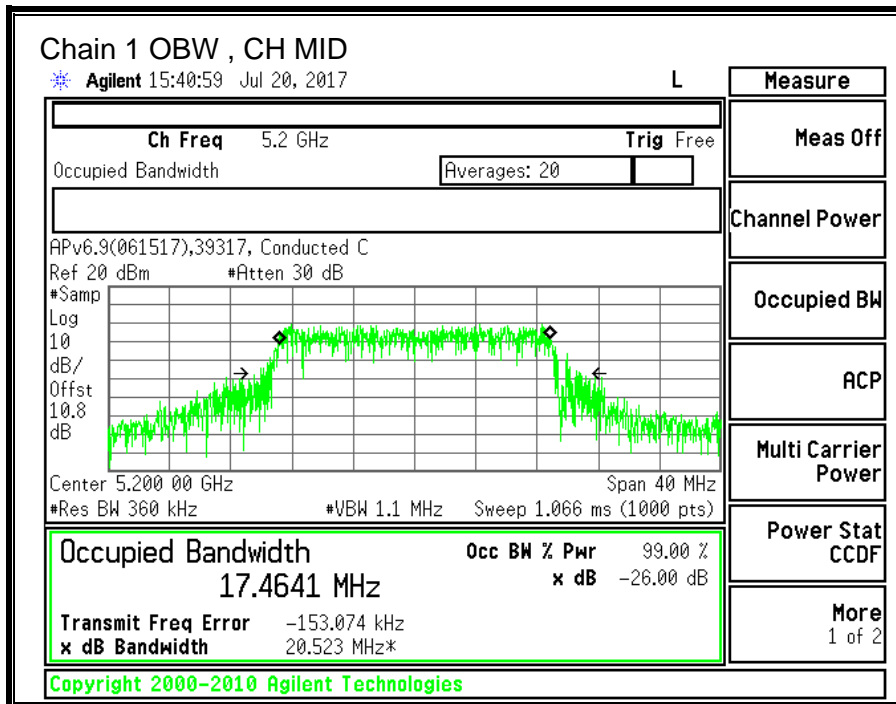 Chain 1 OBW , CH MID
Agilent 15:40:59 Jul 20, 2017 L
Measure
Ch Freq 5.2 GHz Trig Free
Meas Off
Occupied Bandwidth Averages: 20
Channel Power
APv6.9(061517),39317, Conducted C
Ref 20 dBm #Atten 30 dB
Occupied BW
#Samp
Log
10
dB/
Offst
10.8
dB
ACP
Multi Carrier
Power
Center 5.200 00 GHz Span 40 MHz
#Res BW 360 kHz #VBW 1.1 MHz Sweep 1.066 ms (1000 pts)
Power Stat
CCDF
Occupied Bandwidth Occ BW % Pwr 99.00 %
17.4641 MHz x dB -26.00 dB
Transmit Freq Error -153.074 kHz
x dB Bandwidth 20.523 MHz*
More
1 of 2
Copyright 2000-2010 Agilent Technologies